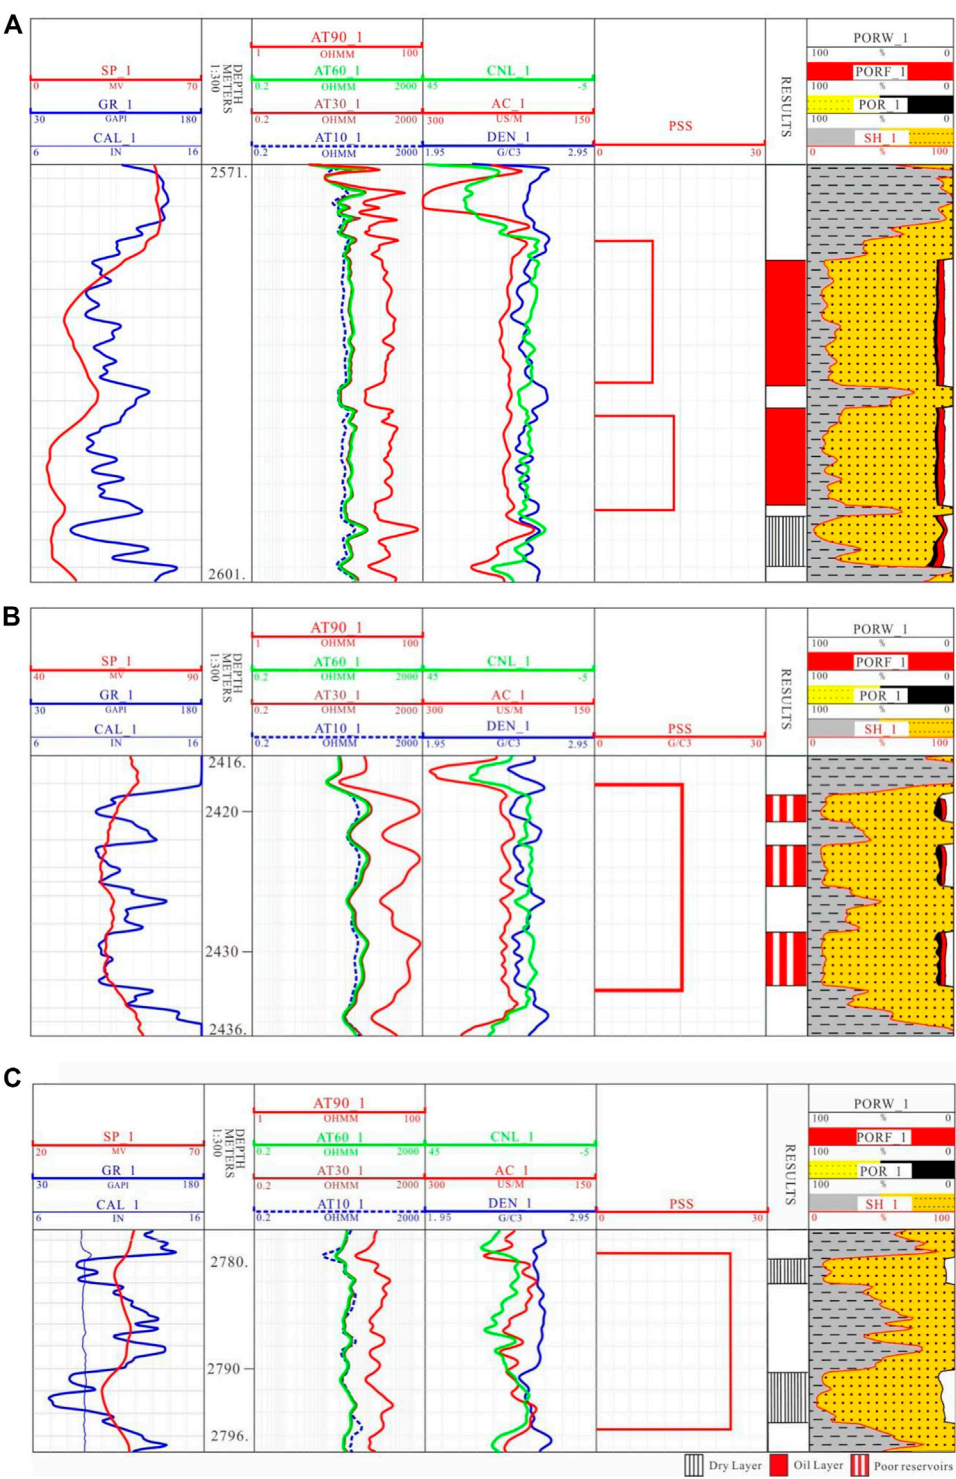 A
AT90_1
1 OHMM 100
PORW_1
100 % 0
SP_1
0 MV 70
DEPTH
METERS
1:300
AT60_1
0.2 OHMM 2000
CNL_1
45 -5
RESULTS
PORF_1
100 % 0
GR_1
30 GAPI 180
AT30_1
0.2 OHMM 2000
AC_1
300 US/M 150
POR_1
100 % 0
CAL_1
6 IN 16
AT10_1
0.2 OHMM 2000
DEN_1
1.95 G/C3 2.95
PSS
0 30
SH_1
0 % 100
2571.
2601.
B
AT90_1
1 OHMM 100
PORW_1
100 % 0
SP_1
40 MV 90
DEPTH
METERS
1:300
AT60_1
0.2 OHMM 2000
CNL_1
45 -5
RESULTS
PORF_1
100 % 0
GR_1
30 GAPI 180
AT30_1
0.2 OHMM 2000
AC_1
300 US/M 150
POR_1
100 % 0
CAL_1
6 IN 16
AT10_1
0.2 OHMM 2000
DEN_1
1.95 G/C3 2.95
PSS
0 G/C3 30
SH_1
0 % 100
2416.
2420
2430
2436.
C
AT90_1
1 OHMM 100
PORW_1
100 % 0
SP_1
20 MV 70
DEPTH
METERS
1:300
AT60_1
0.2 OHMM 2000
CNL_1
45 -5
RESULTS
PORF_1
100 % 0
GR_1
30 GAPI 180
AT30_1
0.2 OHMM 2000
AC_1
300 US/M 150
POR_1
100 % 0
CAL_1
6 IN 16
AT10_1
0.2 OHMM 2000
DEN_1
1.95 G/C3 2.95
PSS
0 30
SH_1
0 % 100
2780.
2790
2796.
Dry Layer Oil Layer Poor reservoirs